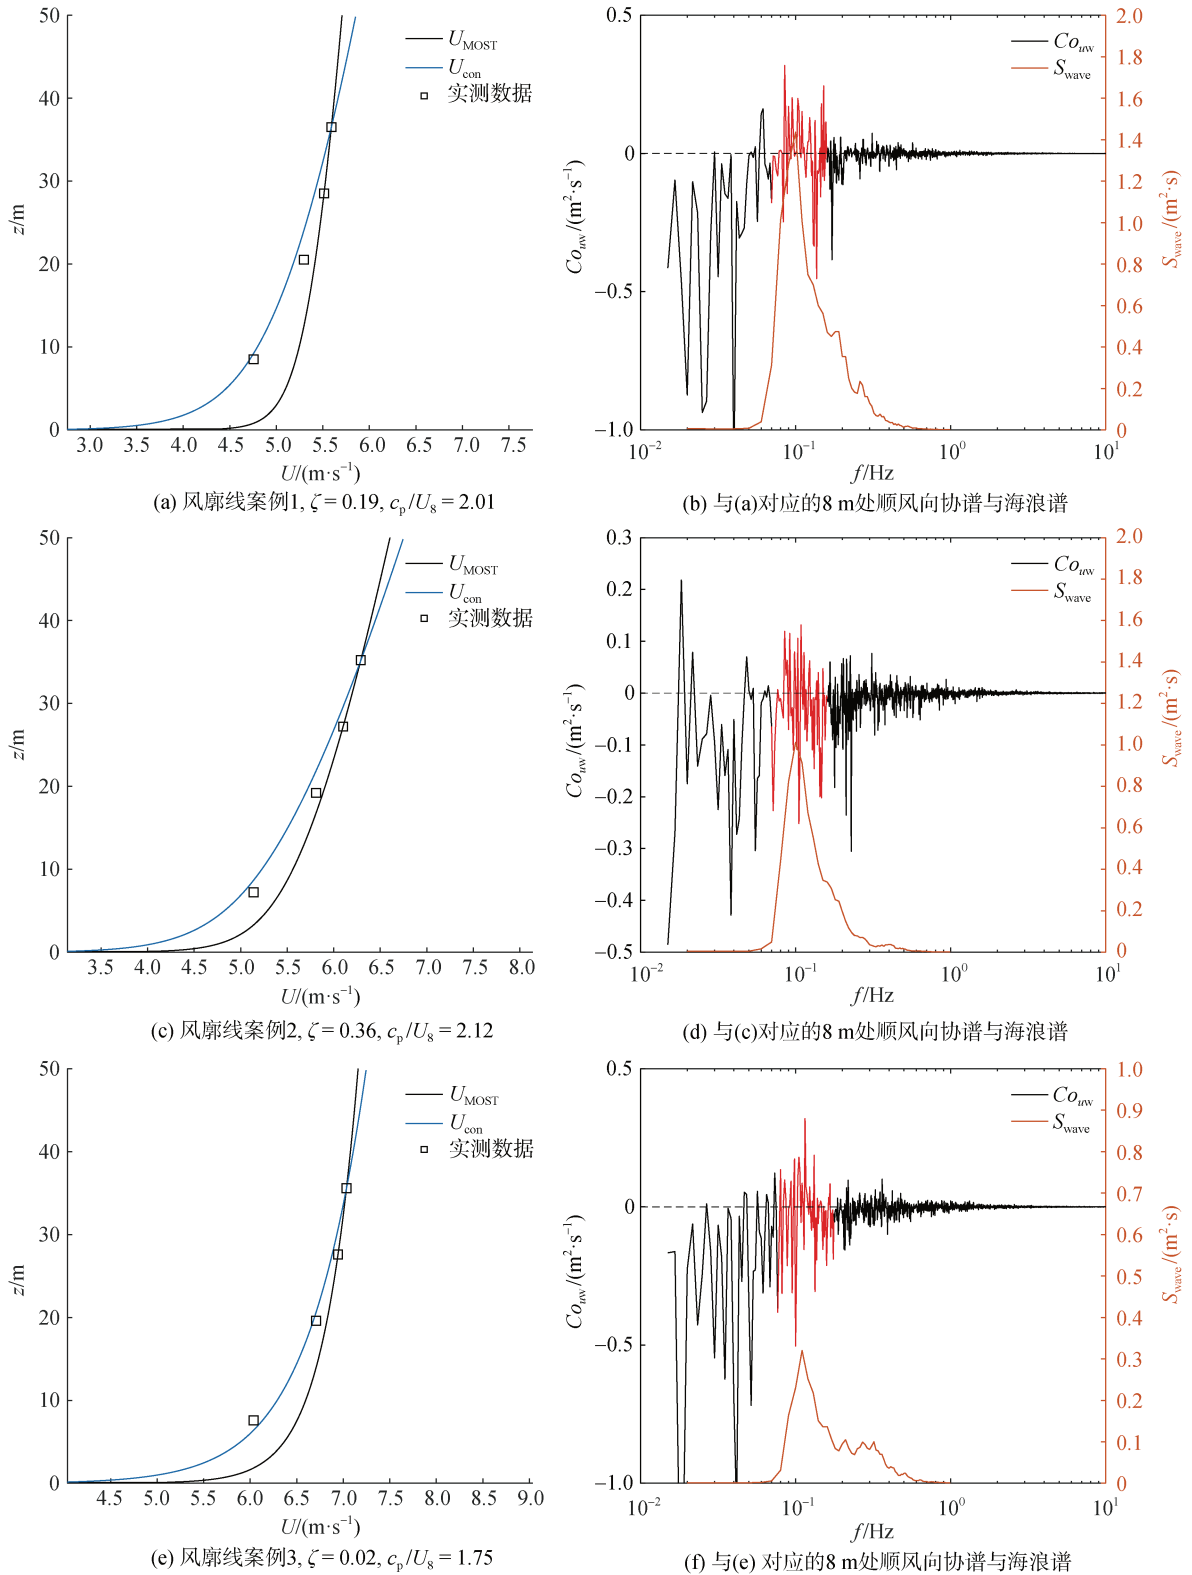 50
40
30
20
10
0
z/m
U_MOST
U_con
实测数据
3.0 3.5 4.0 4.5 5.0 5.5 6.0 6.5 7.0 7.5
U/(m·s⁻¹)
(a) 风廓线案例1, ζ = 0.19, c_p/U_8 = 2.01
0.5
0
−0.5
−1.0
Co_uw/(m²·s⁻¹)
Co_uw
S_wave
2.0
1.8
1.6
1.4
1.2
1.0
0.8
0.6
0.4
0.2
0
S_wave/(m²·s)
10⁻² 10⁻¹ 10⁰ 10¹
f/Hz
(b) 与(a)对应的8 m处顺风向协谱与海浪谱
50
40
30
20
10
0
z/m
U_MOST
U_con
实测数据
3.5 4.0 4.5 5.0 5.5 6.0 6.5 7.0 7.5 8.0
U/(m·s⁻¹)
(c) 风廓线案例2, ζ = 0.36, c_p/U_8 = 2.12
0.3
0.2
0.1
0
−0.1
−0.2
−0.3
−0.4
−0.5
Co_uw/(m²·s⁻¹)
Co_uw
S_wave
2.0
1.8
1.6
1.4
1.2
1.0
0.8
0.6
0.4
0.2
0
S_wave/(m²·s)
10⁻² 10⁻¹ 10⁰ 10¹
f/Hz
(d) 与(c)对应的8 m处顺风向协谱与海浪谱
50
40
30
20
10
0
z/m
U_MOST
U_con
实测数据
4.5 5.0 5.5 6.0 6.5 7.0 7.5 8.0 8.5 9.0
U/(m·s⁻¹)
(e) 风廓线案例3, ζ = 0.02, c_p/U_8 = 1.75
0.5
0
−0.5
−1.0
Co_uw/(m²·s⁻¹)
Co_uw
S_wave
1.0
0.9
0.8
0.7
0.6
0.5
0.4
0.3
0.2
0.1
0
S_wave/(m²·s)
10⁻² 10⁻¹ 10⁰ 10¹
f/Hz
(f) 与(e) 对应的8 m处顺风向协谱与海浪谱